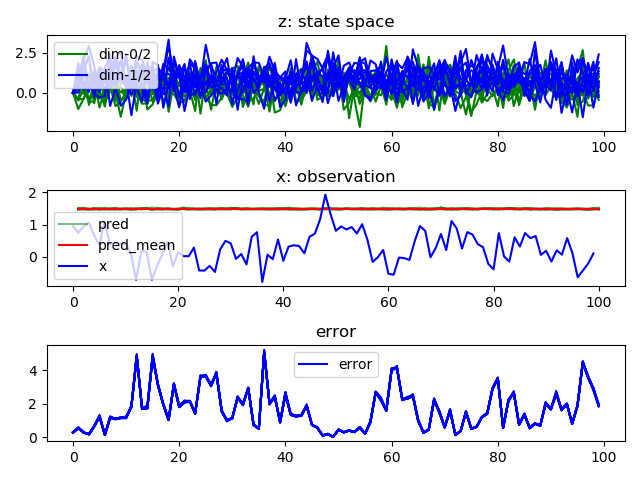 z: state space
2.5
0.0
dim-0/2
dim-1/2
0 20 40 60 80 100
x: observation
2
1
0
pred
pred_mean
x
0 20 40 60 80 100
error
4
2
0
error
0 20 40 60 80 100